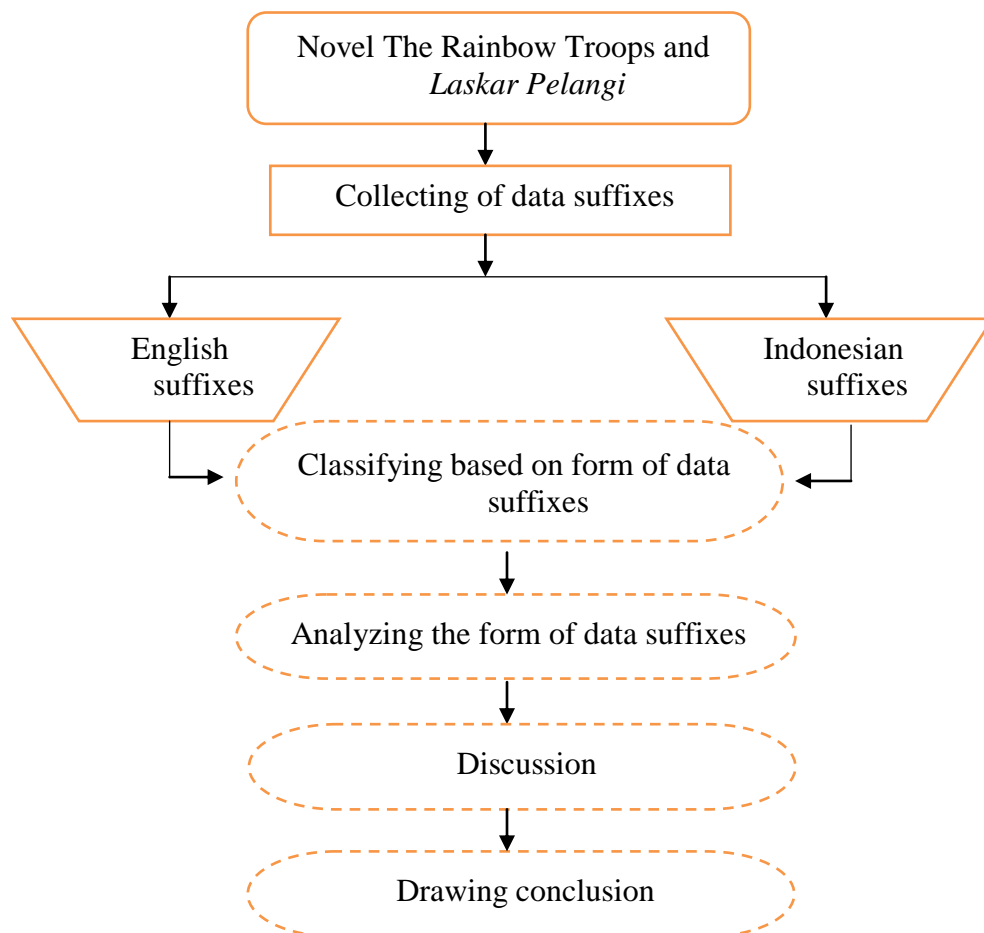 Novel The Rainbow Troops and
Laskar Pelangi
Collecting of data suffixes
English
suffixes
Indonesian
suffixes
Classifying based on form of data
suffixes
Analyzing the form of data suffixes
Discussion
Drawing conclusion